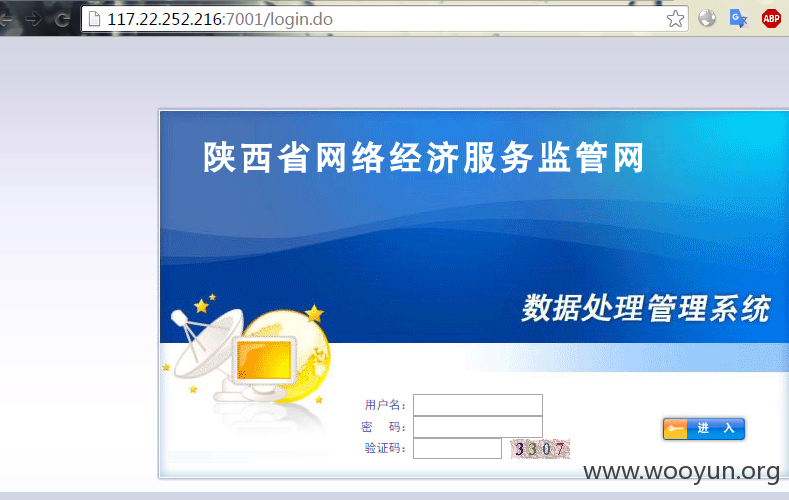 117.22.252.216:7001/login.do
ABP
陕西省网络经济服务监管网
数据处理管理系统
用户名：
密 码：
进 入
验证码：
3307
www.wooyun.org